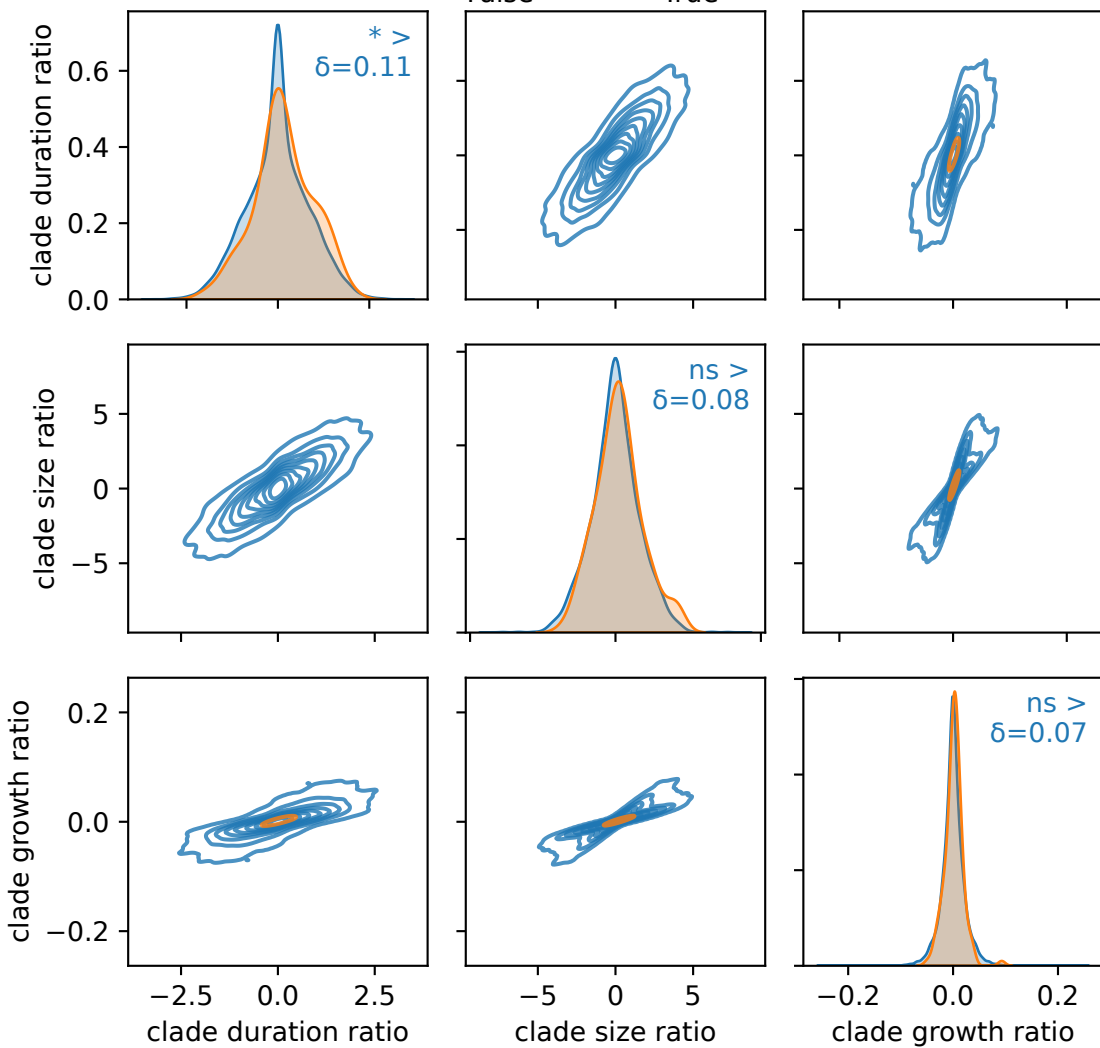 clade duration ratio
0.6
0.4
0.2
0.0
* >
δ=0.11
clade size ratio
5
0
−5
ns >
δ=0.08
clade growth ratio
0.2
0.0
−0.2
ns >
δ=0.07
−2.5 0.0 2.5
−5 0 5
−0.2 0.0 0.2
clade duration ratio
clade size ratio
clade growth ratio